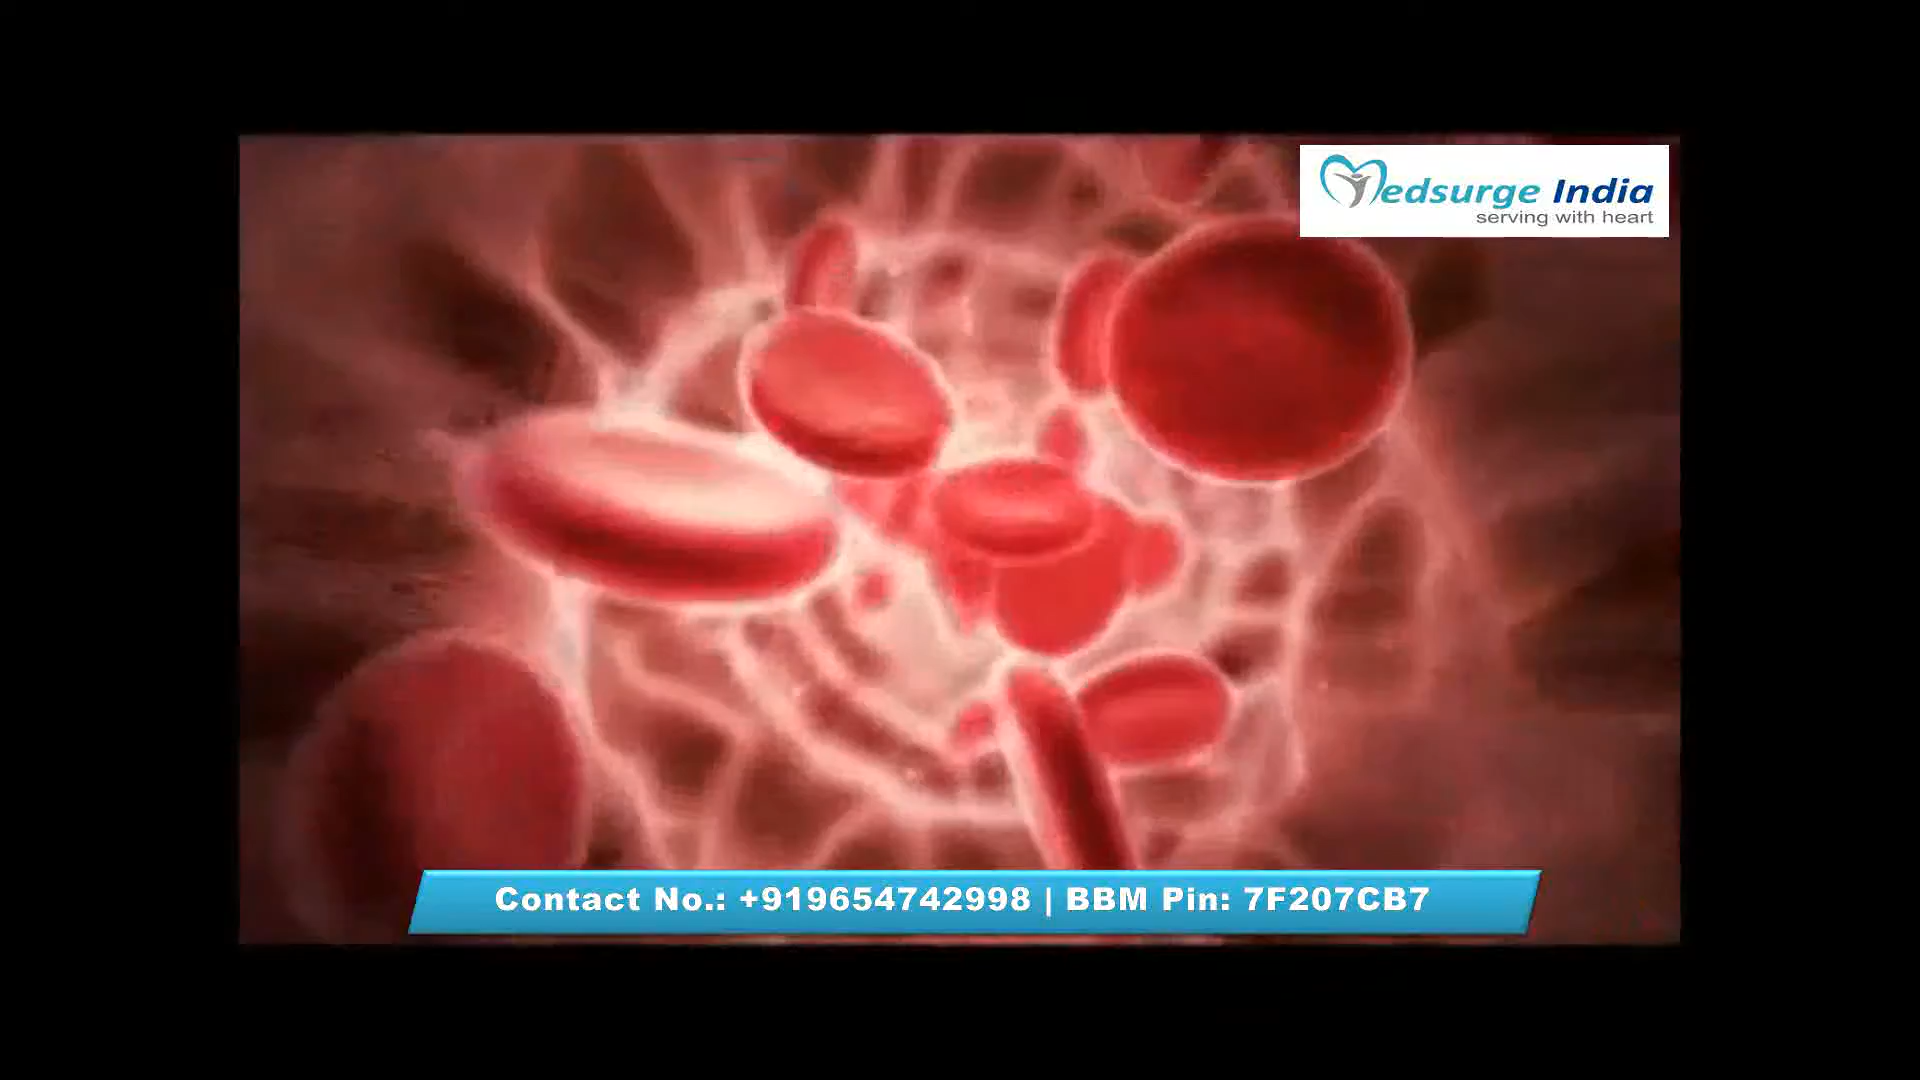 Medsurge India
serving with heart
Contact No.: +919654742998 | BBM Pin: 7F207CB7